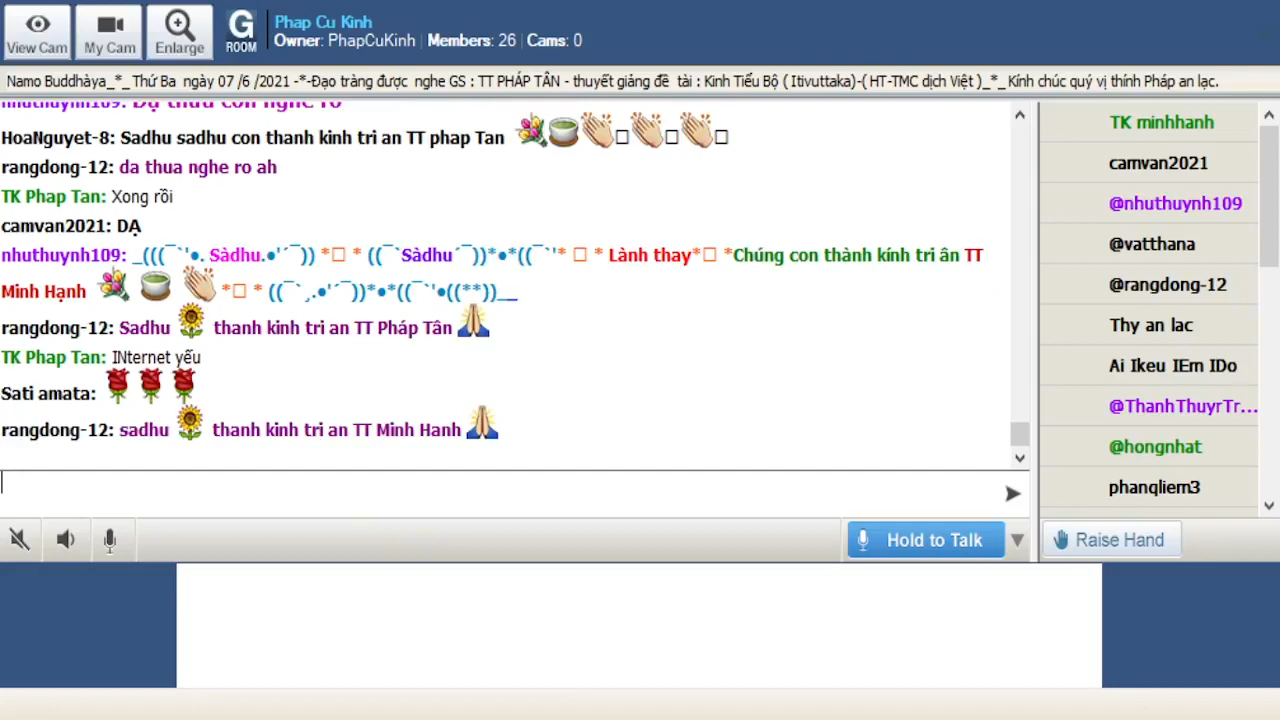 View Cam
My Cam
Enlarge
G
ROOM
Phap Cu Kinh
Owner: PhapCuKinh | Members: 26 | Cams: 0
Namo Buddhàya_*_ Thứ Ba ngày 07 /6 /2021 -*-Đạo tràng được nghe GS : TT PHÁP TÂN - thuyết giảng đề tài : Kinh Tiểu Bộ ( Itivuttaka)-( HT-TMC dịch Việt )_*_ Kính chúc quý vị thính Pháp an lạc.
nhuthuynh109: Dạ thưa con nghe rõ
HoaNguyet-8: Sadhu sadhu con thanh kinh tri an TT phap Tan
rangdong-12: da thua nghe ro ah
TK Phap Tan: Xong rồi
camvan2021: DẠ
nhuthuynh109: _(((¯`'•. Sàdhu.•'´¯)) * * ((¯`Sàdhu´¯))*•*((¯`'* * Lành thay* *Chúng con thành kính tri ân TT
Minh Hạnh * * ((¯`¸.•'´¯))*•*((¯`'•((**))__
rangdong-12: Sadhu thanh kinh tri an TT Pháp Tân
TK Phap Tan: INternet yếu
Sati amata:
rangdong-12: sadhu thanh kinh tri an TT Minh Hanh
TK minhhanh
camvan2021
@nhuthuynh109
@vatthana
@rangdong-12
Thy an lac
Ai Ikeu IEm IDo
@ThanhThuyrTr...
@hongnhat
phanqliem3
Hold to Talk
Raise Hand